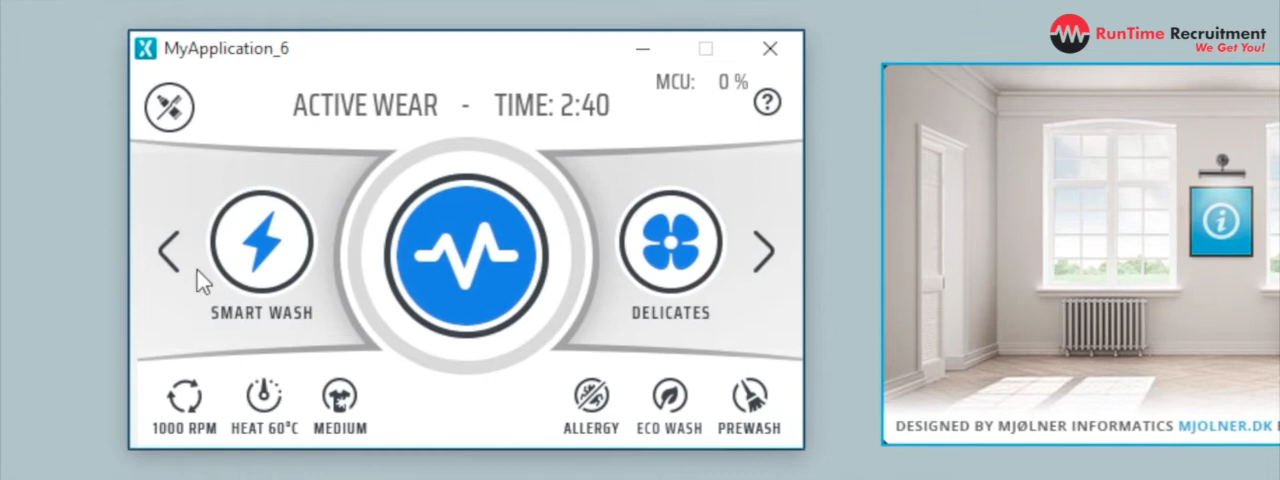 MyApplication_6
MCU: 0 %
ACTIVE WEAR - TIME: 2:40
SMART WASH
DELICATES
1000 RPM
HEAT 60°C
MEDIUM
ALLERGY
ECO WASH
PREWASH
RunTime Recruitment
We Get You!
DESIGNED BY MJØLNER INFORMATICS MJOLNER.DK